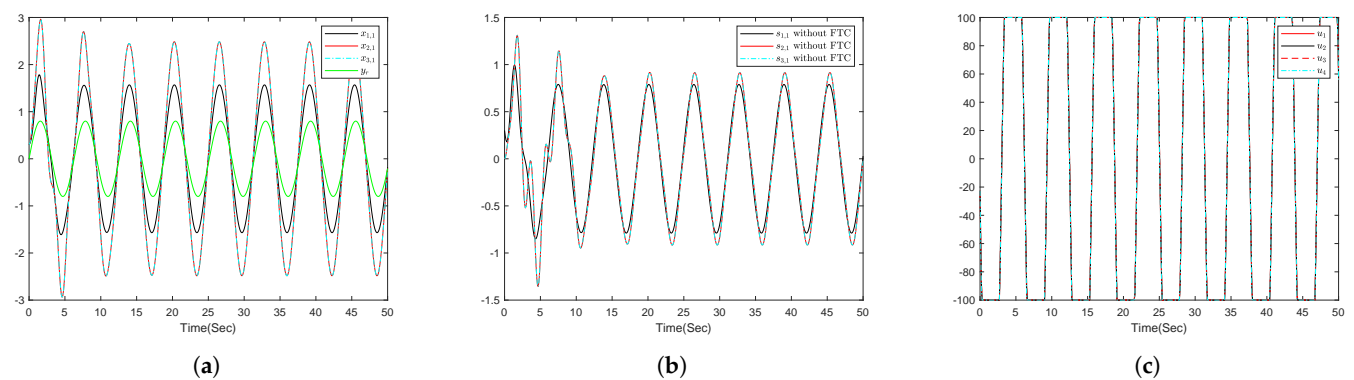 3
2
1
0
-1
-2
-3
0 5 10 15 20 25 30 35 40 45 50
Time(Sec)
x1,1
x2,1
x3,1
yr
(a)
1.5
1
0.5
0
-0.5
-1
-1.5
0 5 10 15 20 25 30 35 40 45 50
Time(Sec)
s1,1 without FTC
s2,1 without FTC
s3,1 without FTC
(b)
100
80
60
40
20
0
-20
-40
-60
-80
-100
0 5 10 15 20 25 30 35 40 45 50
Time(Sec)
u1
u2
u3
u4
(c)